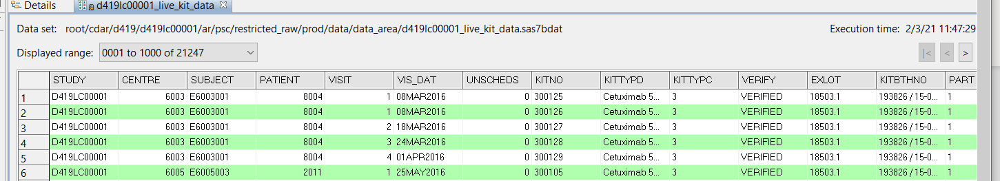 Details d419lc00001_live_kit_data
Data set: root/cdar/d419/d419lc00001/ar/psc/restricted_raw/prod/data/data_area/d419lc00001_live_kit_data.sas7bdat Execution time: 2/3/21 11:47:29
Displayed range: 0001 to 1000 of 21247 |< < >
STUDY CENTRE SUBJECT PATIENT VISIT VIS_DAT UNSCHEDS KITNO KITTYPD KITTYPC VERIFY EXLOT KITBTHNO PART
1 D419LC00001 6003 E6003001 8004 1 08MAR2016 0 300125 Cetuximab 5... 3 VERIFIED 18503.1 193826 / 15-0... 1
2 D419LC00001 6003 E6003001 8004 1 08MAR2016 0 300126 Cetuximab 5... 3 VERIFIED 18503.1 193826 / 15-0... 1
3 D419LC00001 6003 E6003001 8004 2 18MAR2016 0 300127 Cetuximab 5... 3 VERIFIED 18503.1 193826 / 15-0... 1
4 D419LC00001 6003 E6003001 8004 3 24MAR2016 0 300128 Cetuximab 5... 3 VERIFIED 18503.1 193826 / 15-0... 1
5 D419LC00001 6003 E6003001 8004 4 01APR2016 0 300129 Cetuximab 5... 3 VERIFIED 18503.1 193826 / 15-0... 1
6 D419LC00001 6005 E6005003 2011 1 25MAY2016 0 300105 Cetuximab 5... 3 VERIFIED 18503.1 193826 / 15-0... 1